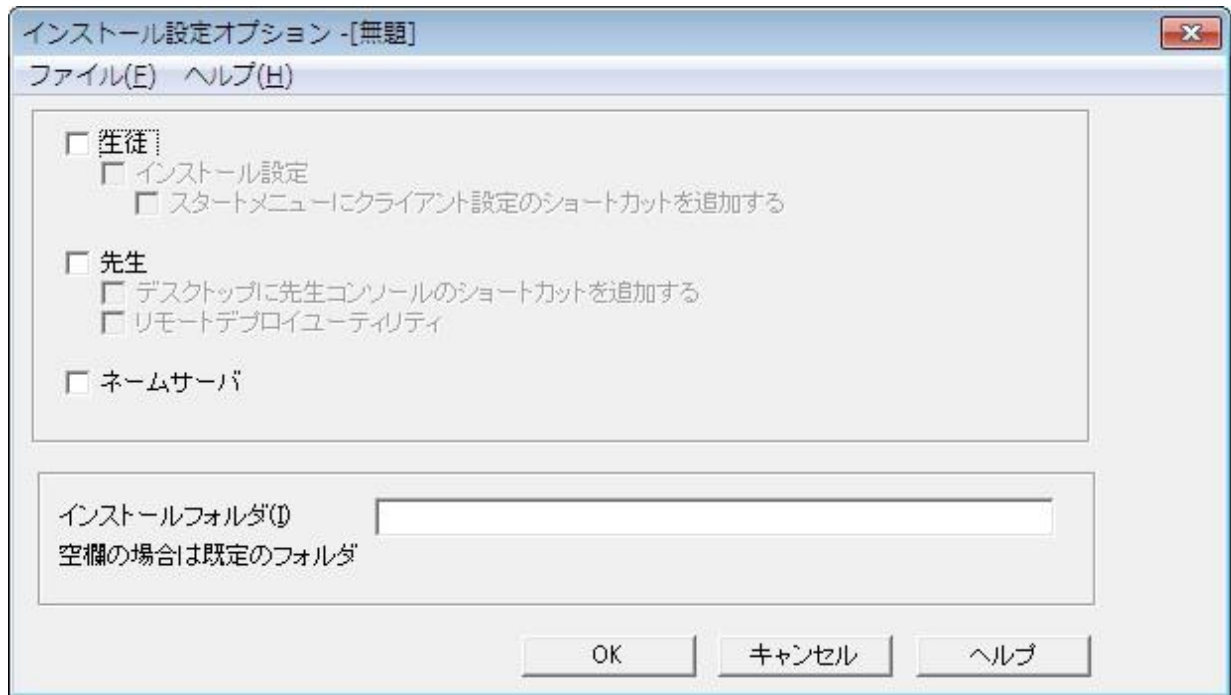 インストール設定オプション -[無題]
ファイル(F) ヘルプ(H)
生徒
インストール設定
スタートメニューにクライアント設定のショートカットを追加する
先生
デスクトップに先生コンソールのショートカットを追加する
リモートデプロイユーティリティ
ネームサーバ
インストールフォルダ(I)
空欄の場合は既定のフォルダ
OK キャンセル ヘルプ